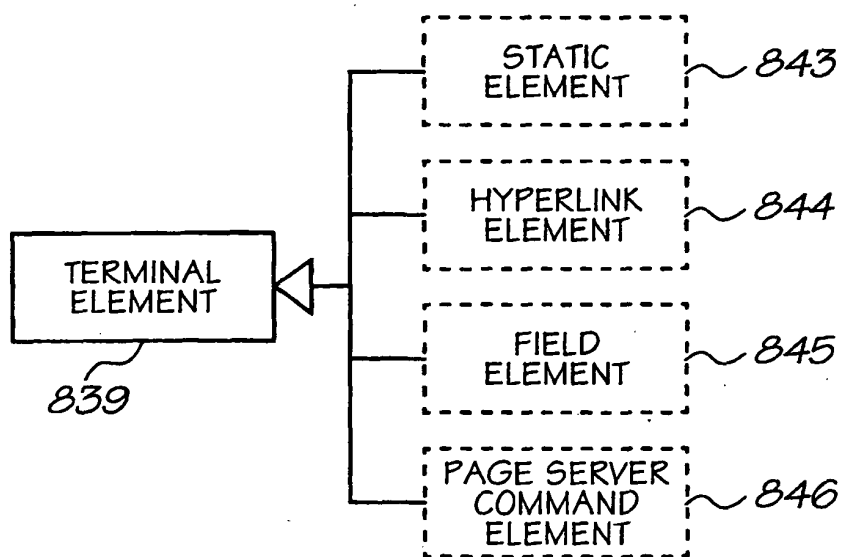 STATIC
ELEMENT
843
HYPERLINK
ELEMENT
844
TERMINAL
ELEMENT
839
FIELD
ELEMENT
845
PAGE SERVER
COMMAND
ELEMENT
846